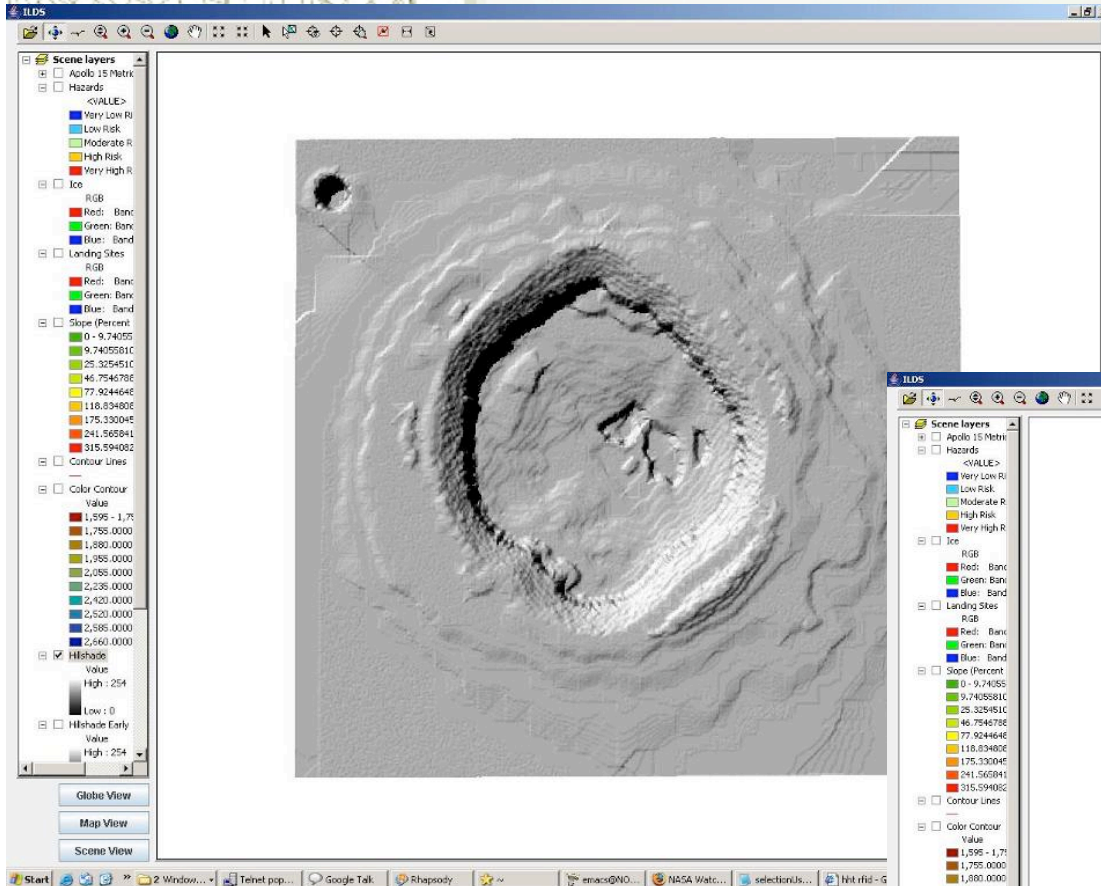 ILDS
Scene layers
Apollo 15 Metric
Hazards
<VALUE>
Very Low Ri
Low Risk
Moderate R
High Risk
Very High R
Ice
RGB
Red: Band
Green: Band
Blue: Band
Landing Sites
RGB
Red: Band
Green: Band
Blue: Band
Slope (Percent
0 - 9.74055
9.74055810
25.3254510
46.7546788
77.9244648
118.834808
175.330045
241.565841
315.594082
Contour Lines
Color Contour
Value
1,595 - 1,75
1,755.0000
1,880.0000
1,955.0000
2,055.0000
2,235.0000
2,420.0000
2,520.0000
2,585.0000
2,660.0000
Hillshade
Value
High : 254
Low : 0
Hillshade Early
Value
High : 254
Globe View
Map View
Scene View
ILDS
Scene layers
Apollo 15 Metric
Hazards
<VALUE>
Very Low Ri
Low Risk
Moderate R
High Risk
Very High R
Ice
RGB
Red: Band
Green: Band
Blue: Band
Landing Sites
RGB
Red: Band
Green: Band
Blue: Band
Slope (Percent
0 - 9.74055
9.74055810
25.3254510
46.7546788
77.9244648
118.834808
175.330045
241.565841
315.594082
Contour Lines
Color Contour
Value
1,595 - 1,75
1,755.0000
1,880.0000
Start » 2 Window... Telnet pop... Google Talk Rhapsody ~ emacs@NO... NASA Watc... selectionUs... hht rfid - G